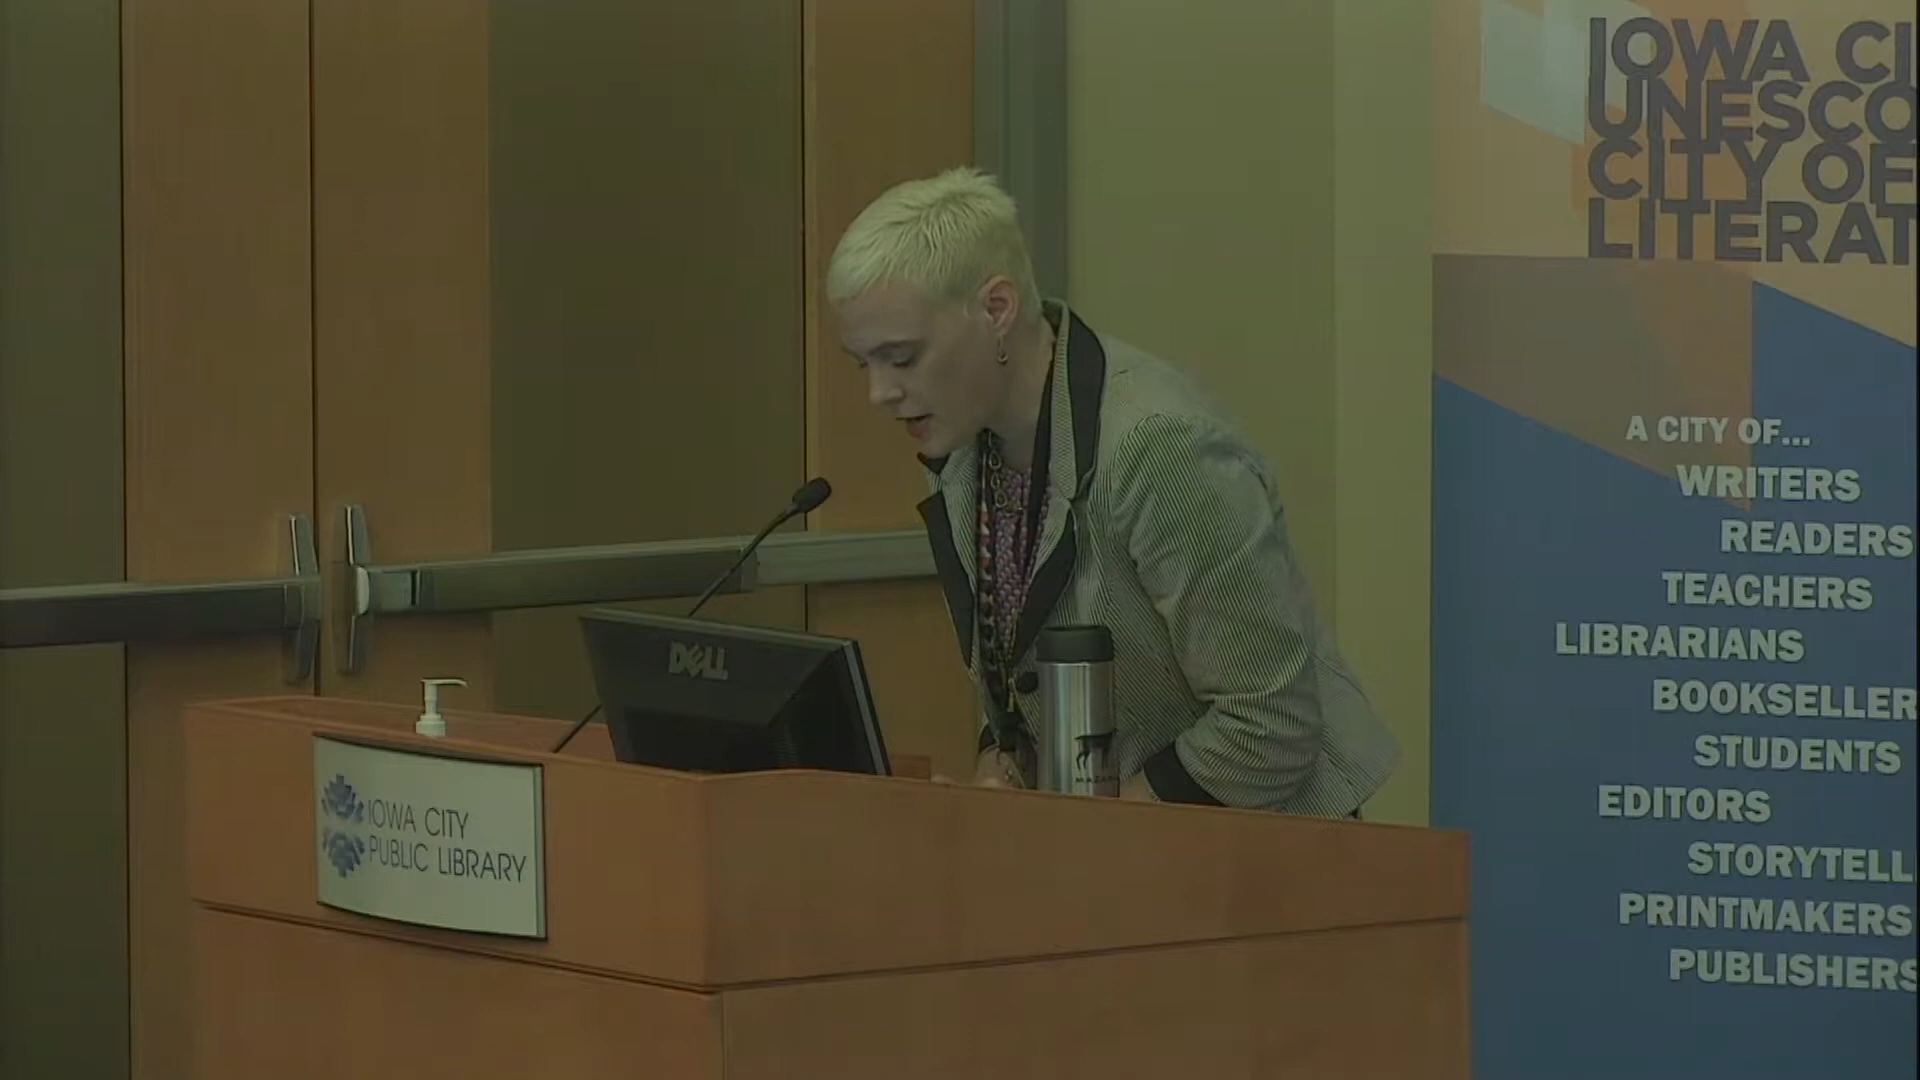 IOWA CI
UNESCO
CITY OF
LITERAT
A CITY OF...
WRITERS
READERS
TEACHERS
LIBRARIANS
BOOKSELLER
STUDENTS
EDITORS
STORYTELL
PRINTMAKERS
PUBLISHERS
DELL
IOWA CITY
PUBLIC LIBRARY